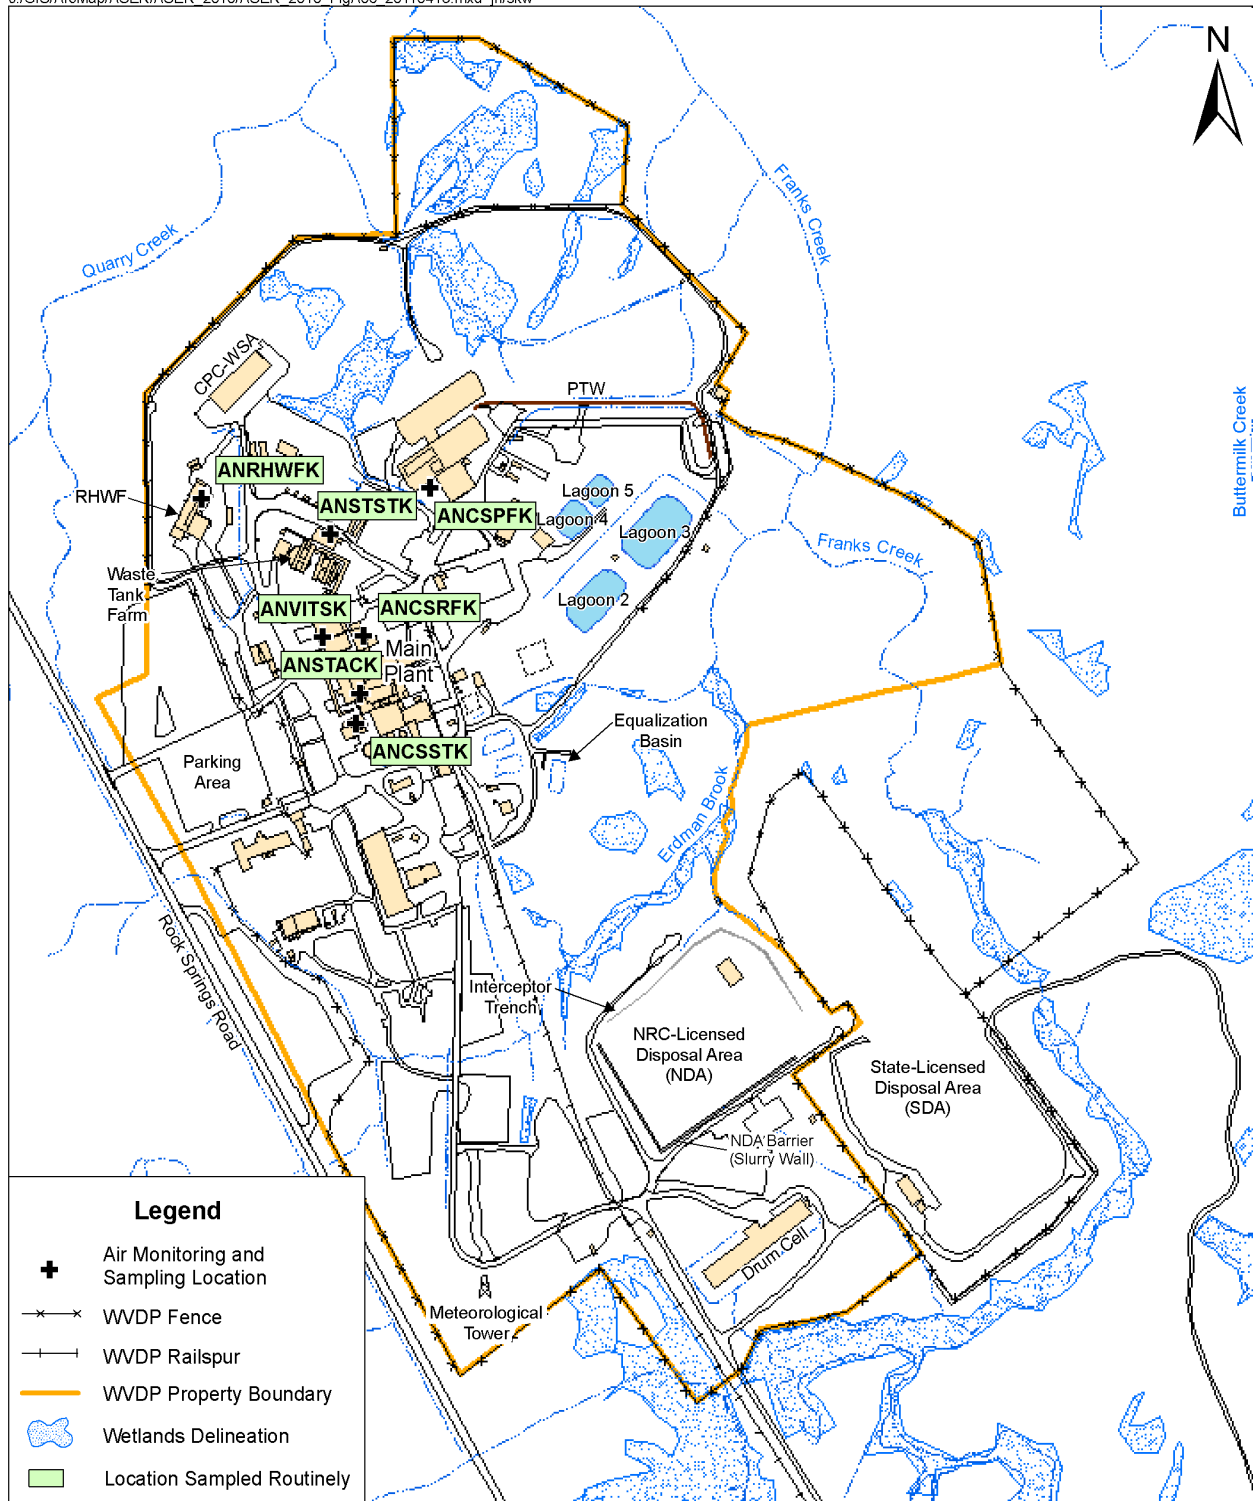 N
Quarry Creek
Franks Creek
Buttermilk Creek
CPC-WSA
PTW
ANRHWFK
RHWF
ANSTSTK
ANCSPFK
Lagoon 5
Lagoon 4
Lagoon 3
Franks Creek
Waste
Tank
Farm
Lagoon 2
ANVITSK
ANCSRFK
Main
Plant
ANSTACK
Equalization
Basin
ANCSSTK
Parking
Area
Erdman Brook
Rock Springs Road
Interceptor
Trench
NRC-Licensed
Disposal Area
(NDA)
State-Licensed
Disposal Area
(SDA)
NDA Barrier
(Slurry Wall)
Drum Cell
Meteorological
Tower
Legend
Air Monitoring and
Sampling Location
WVDP Fence
WVDP Railspur
WVDP Property Boundary
Wetlands Delineation
Location Sampled Routinely